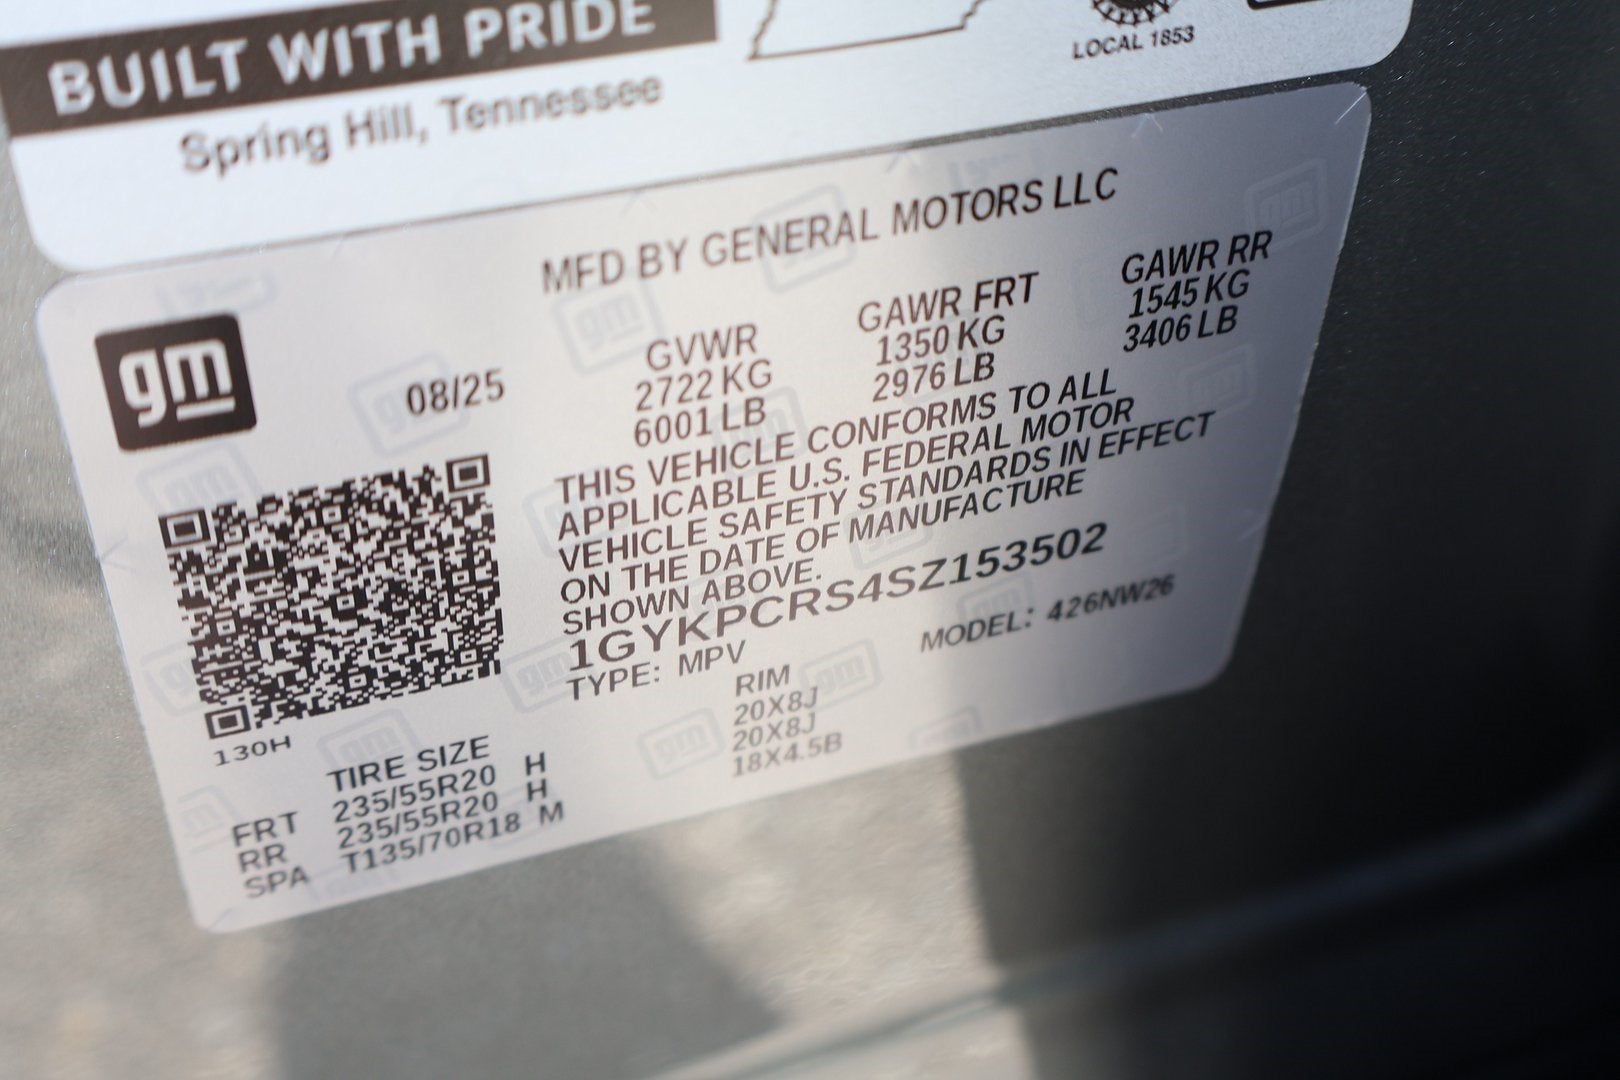 BUILT WITH PRIDE
Spring Hill, Tennessee
LOCAL 1853
MFD BY GENERAL MOTORS LLC
gm
08/25
GVWR
2722 KG
6001 LB
GAWR FRT
1350 KG
2976 LB
GAWR RR
1545 KG
3406 LB
THIS VEHICLE CONFORMS TO ALL
APPLICABLE U.S. FEDERAL MOTOR
VEHICLE SAFETY STANDARDS IN EFFECT
ON THE DATE OF MANUFACTURE
SHOWN ABOVE.
1GYKPCRS4SZ153502
TYPE: MPV MODEL: 426NW26
130H
TIRE SIZE RIM
FRT 235/55R20 H 20X8J
RR 235/55R20 H 20X8J
SPA T135/70R18 M 18X4.5B